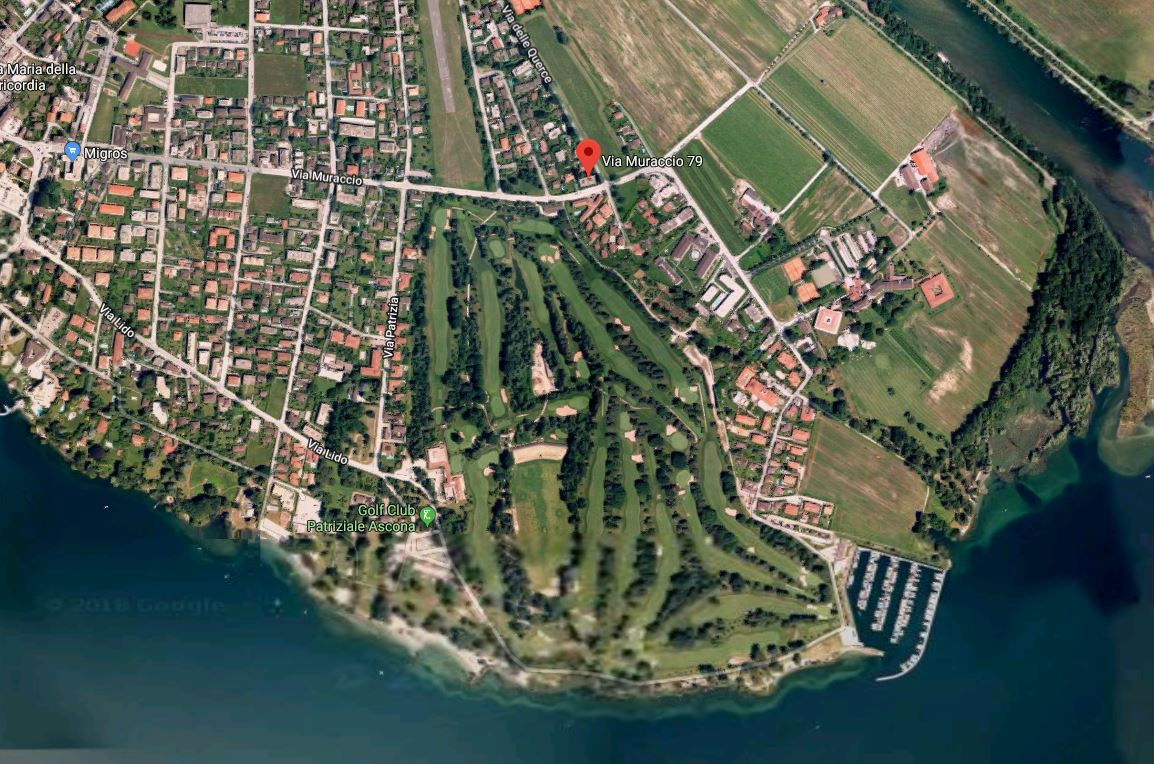 Via delle Querce
a Maria della
ricordia
Migros
Via Muraccio 79
Via Muraccio
Via Patrizia
Via Lido
Via Lido
Golf Club
Patriziale Ascona
© 2018 Google